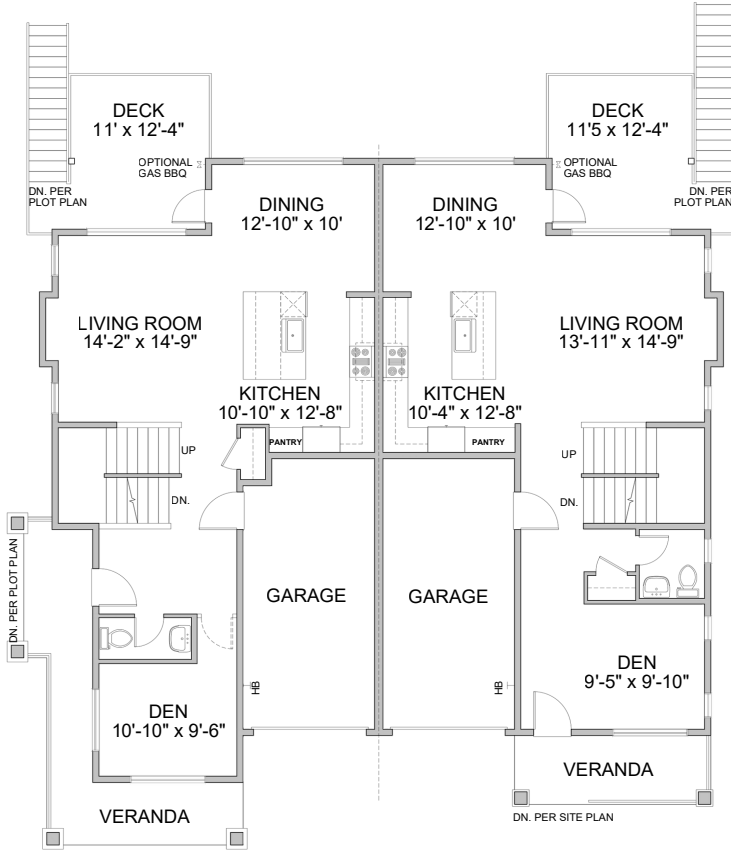 DECK
11' x 12'-4"
DECK
11'5 x 12'-4"
OPTIONAL
GAS BBQ
OPTIONAL
GAS BBQ
DN. PER
PLOT PLAN
DN. PER
PLOT PLAN
DINING
12'-10" x 10'
DINING
12'-10" x 10'
LIVING ROOM
14'-2" x 14'-9"
LIVING ROOM
13'-11" x 14'-9"
KITCHEN
10'-10" x 12'-8"
KITCHEN
10'-4" x 12'-8"
PANTRY
PANTRY
UP
DN.
UP
DN.
DN. PER PLOT PLAN
GARAGE
GARAGE
HB
HB
DEN
10'-10" x 9'-6"
DEN
9'-5" x 9'-10"
VERANDA
VERANDA
DN. PER SITE PLAN